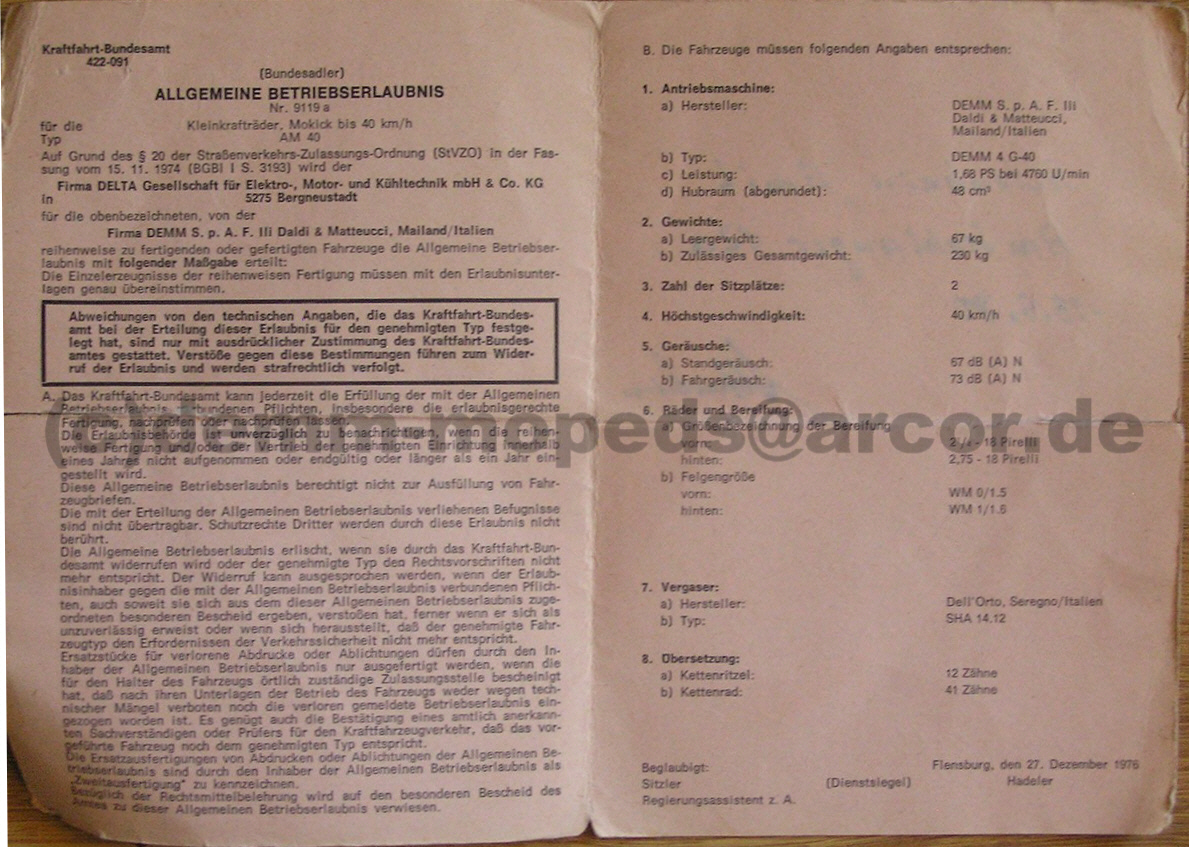 Kraftfahrt-Bundesamt
422-091
(Bundesadler)
ALLGEMEINE BETRIEBSERLAUBNIS
Nr. 9119 a
für die Kleinkrafträder, Mokick bis 40 km/h
Typ AM 40
Auf Grund des § 20 der Straßenverkehrs-Zulassungs-Ordnung (StVZO) in der Fas-
sung vom 15. 11. 1974 (BGBl I S. 3193) wird der
Firma DELTA Gesellschaft für Elektro-, Motor- und Kühltechnik mbH & Co. KG
in 5275 Bergneustadt
für die obenbezeichneten, von der
Firma DEMM S. p. A. F. lli Daldi & Matteucci, Mailand/Italien
reihenweise zu fertigenden oder gefertigten Fahrzeuge die Allgemeine Betriebser-
laubnis mit folgender Maßgabe erteilt:
Die Einzelerzeugnisse der reihenweisen Fertigung müssen mit den Erlaubnisunter-
lagen genau übereinstimmen.
Abweichungen von den technischen Angaben, die das Kraftfahrt-Bundes-
amt bei der Erteilung dieser Erlaubnis für den genehmigten Typ festge-
legt hat, sind nur mit ausdrücklicher Zustimmung des Kraftfahrt-Bundes-
amtes gestattet. Verstöße gegen diese Bestimmungen führen zum Wider-
ruf der Erlaubnis und werden strafrechtlich verfolgt.
A. Das Kraftfahrt-Bundesamt kann jederzeit die Erfüllung der mit der Allgemeinen
Betriebserlaubnis verbundenen Pflichten, insbesondere die erlaubnisgerechte
Fertigung, nachprüfen oder nachprüfen lassen.
Die Erlaubnisbehörde ist unverzüglich zu benachrichtigen, wenn die reihen-
weise Fertigung und/oder der Vertrieb der genehmigten Einrichtung innerhalb
eines Jahres nicht aufgenommen oder endgültig oder länger als ein Jahr ein-
gestellt wird.
Diese Allgemeine Betriebserlaubnis berechtigt nicht zur Ausfüllung von Fahr-
zeugbriefen.
Die mit der Erteilung der Allgemeinen Betriebserlaubnis verliehenen Befugnisse
sind nicht übertragbar. Schutzrechte Dritter werden durch diese Erlaubnis nicht
berührt.
Die Allgemeine Betriebserlaubnis erlischt, wenn sie durch das Kraftfahrt-Bun-
desamt widerrufen wird oder der genehmigte Typ den Rechtsvorschriften nicht
mehr entspricht. Der Widerruf kann ausgesprochen werden, wenn der Erlaub-
nisinhaber gegen die mit der Allgemeinen Betriebserlaubnis verbundenen Pflich-
ten, auch soweit sie sich aus dem dieser Allgemeinen Betriebserlaubnis zuge-
ordneten besonderen Bescheid ergeben, verstoßen hat, ferner wenn er sich als
unzuverlässig erweist oder wenn sich herausstellt, daß der genehmigte Fahr-
zeugtyp den Erfordernissen der Verkehrssicherheit nicht mehr entspricht.
Ersatzstücke für verlorene Abdrucke oder Ablichtungen dürfen durch den In-
haber der Allgemeinen Betriebserlaubnis nur ausgefertigt werden, wenn die
für den Halter des Fahrzeugs örtlich zuständige Zulassungsstelle bescheinigt
hat, daß nach ihren Unterlagen der Betrieb des Fahrzeugs weder wegen tech-
nischer Mängel verboten noch die verloren gemeldete Betriebserlaubnis ein-
gezogen worden ist. Es genügt auch die Bestätigung eines amtlich anerkann-
ten Sachverständigen oder Prüfers für den Kraftfahrzeugverkehr, daß das vor-
geführte Fahrzeug noch dem genehmigten Typ entspricht.
Die Ersatzausfertigungen von Abdrucken oder Ablichtungen der Allgemeinen Be-
triebserlaubnis sind durch den Inhaber der Allgemeinen Betriebserlaubnis als
„Zweitausfertigung" zu kennzeichnen.
Bezüglich der Rechtsmittelbelehrung wird auf den besonderen Bescheid des
Amtes zu dieser Allgemeinen Betriebserlaubnis verwiesen.
B. Die Fahrzeuge müssen folgenden Angaben entsprechen:
1. Antriebsmaschine:
a) Hersteller: DEMM S. p. A. F. lli
Daldi & Matteucci,
Mailand/Italien
b) Typ: DEMM 4 G-40
c) Leistung: 1,68 PS bei 4760 U/min
d) Hubraum (abgerundet): 48 cm³
2. Gewichte:
a) Leergewicht: 67 kg
b) Zulässiges Gesamtgewicht: 230 kg
3. Zahl der Sitzplätze: 2
4. Höchstgeschwindigkeit: 40 km/h
5. Geräusche:
a) Standgeräusch: 67 dB (A) N
b) Fahrgeräusch: 73 dB (A) N
6. Räder und Bereifung:
a) Größenbezeichnung der Bereifung
vorn: 2¼ - 18 Pirelli
hinten: 2,75 - 18 Pirelli
b) Felgengröße
vorn: WM 0/1.5
hinten: WM 1/1.6
7. Vergaser:
a) Hersteller: Dell'Orto, Seregno/Italien
b) Typ: SHA 14.12
8. Übersetzung:
a) Kettenritzel: 12 Zähne
b) Kettenrad: 41 Zähne
Beglaubigt: Flensburg, den 27. Dezember 1976
Sitzler (Dienstsiegel) Hadeler
Regierungsassistent z. A.
peds@arcor.de